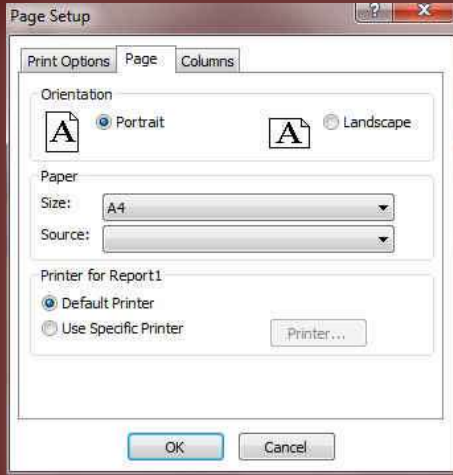 Page Setup
Print Options Page Columns
Orientation
A Portrait A Landscape
Paper
Size: A4
Source:
Printer for Report1
Default Printer
Use Specific Printer Printer...
OK Cancel